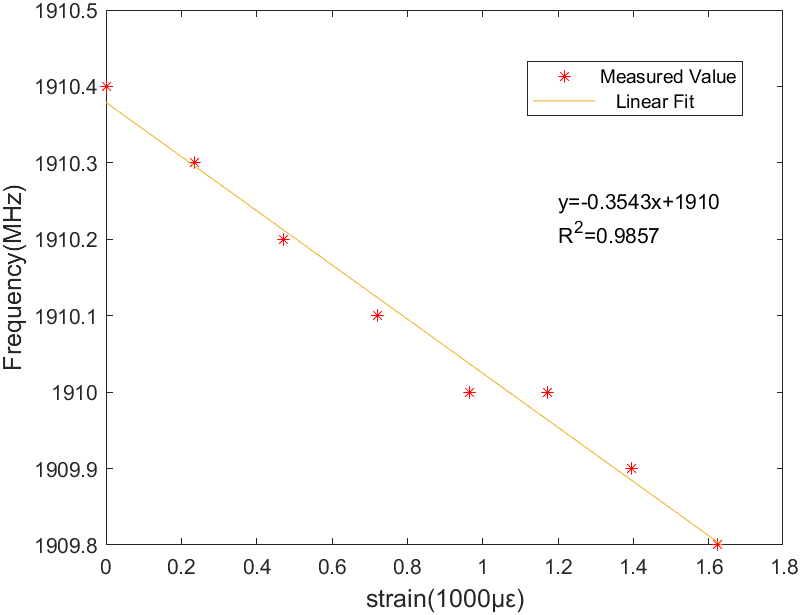 1910.5
1910.4
1910.3
1910.2
1910.1
1910
1909.9
1909.8
Frequency(MHz)
Measured Value
Linear Fit
y=-0.3543x+1910
R²=0.9857
0 0.2 0.4 0.6 0.8 1 1.2 1.4 1.6 1.8
strain(1000με)